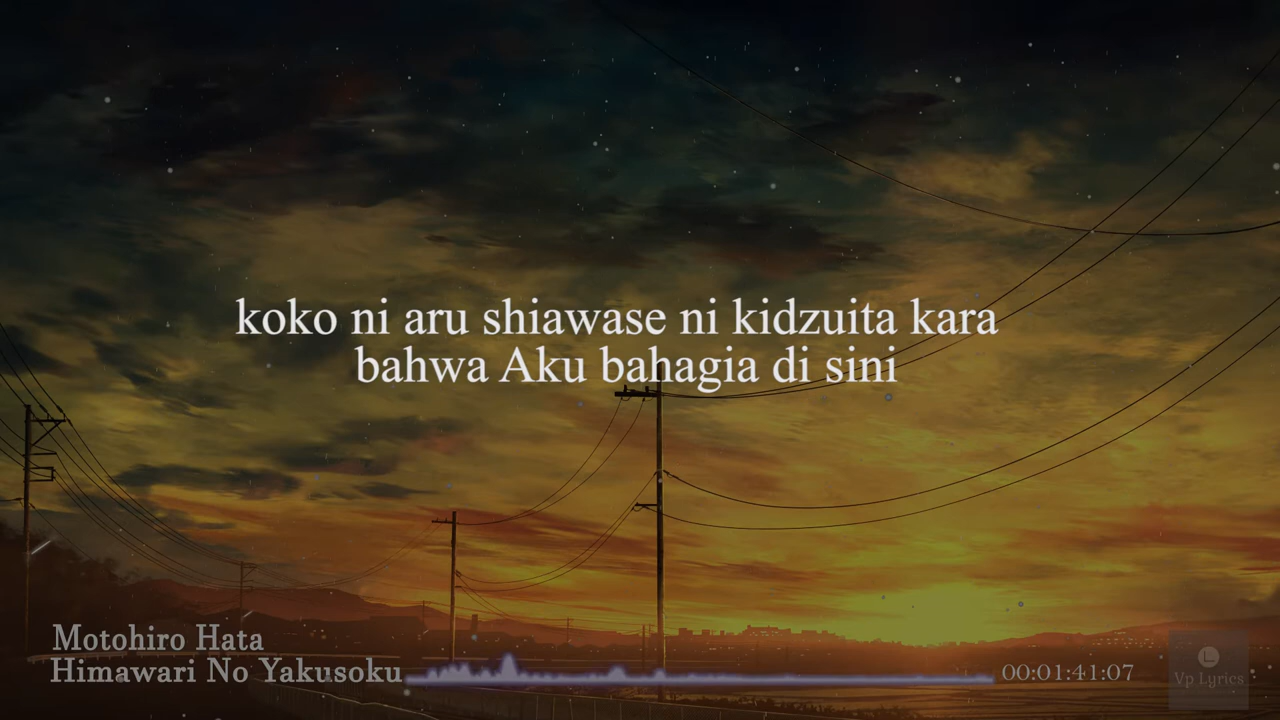 koko ni aru shiawase ni kidzuita kara
bahwa Aku bahagia di sini
Motohiro Hata
Himawari No Yakusoku
00:01:41:07
L
Vp Lyrics